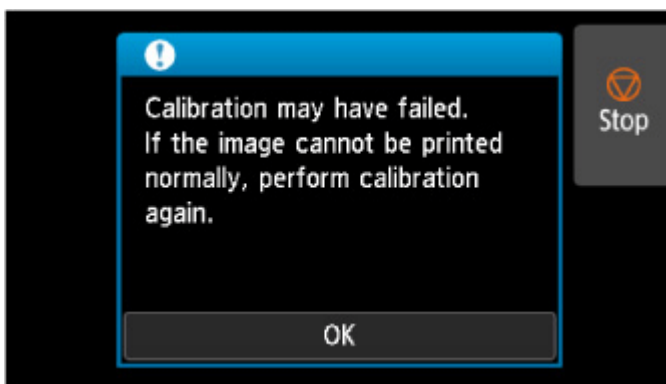 Calibration may have failed.
If the image cannot be printed
normally, perform calibration
again.
Stop
OK